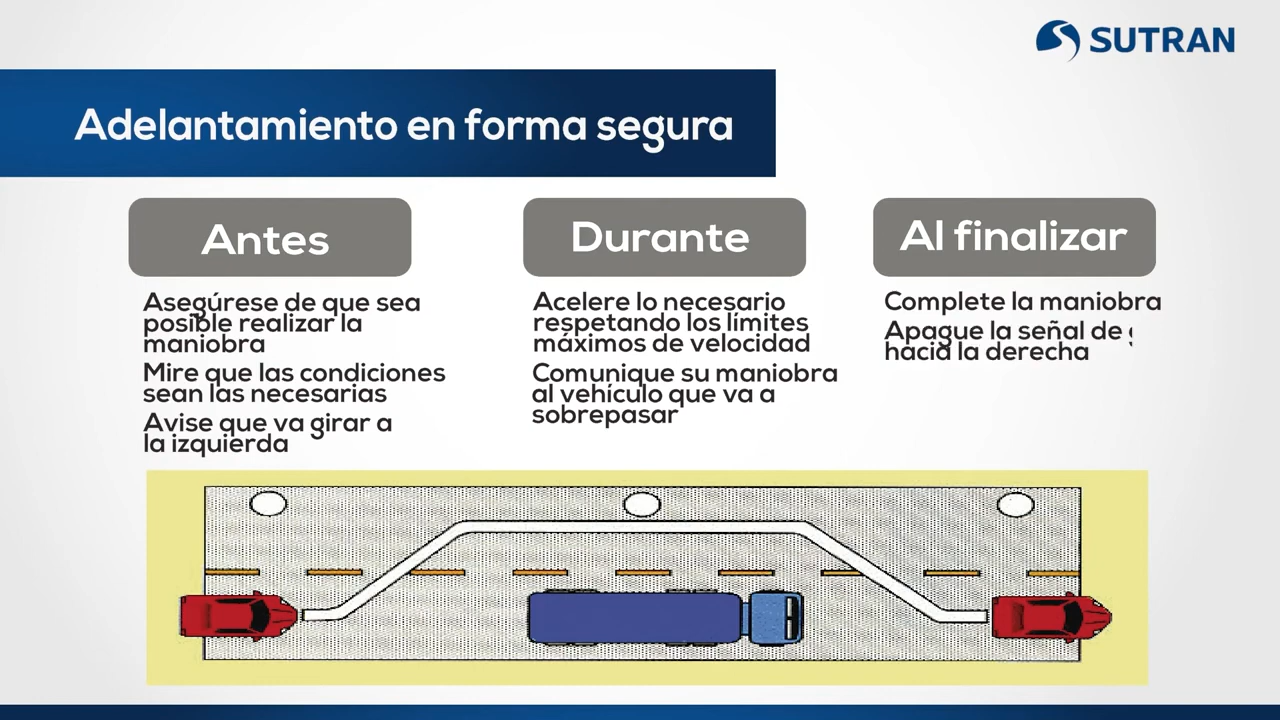 SUTRAN
Adelantamiento en forma segura
Antes
Asegúrese de que sea
posible realizar la
maniobra
Mire que las condiciones
sean las necesarias
Avise que va girar a
la izquierda
Durante
Acelere lo necesario
respetando los límites
máximos de velocidad
Comunique su maniobra
al vehículo que va a
sobrepasar
Al finalizar
Complete la maniobra
Apague la señal de
hacia la derecha